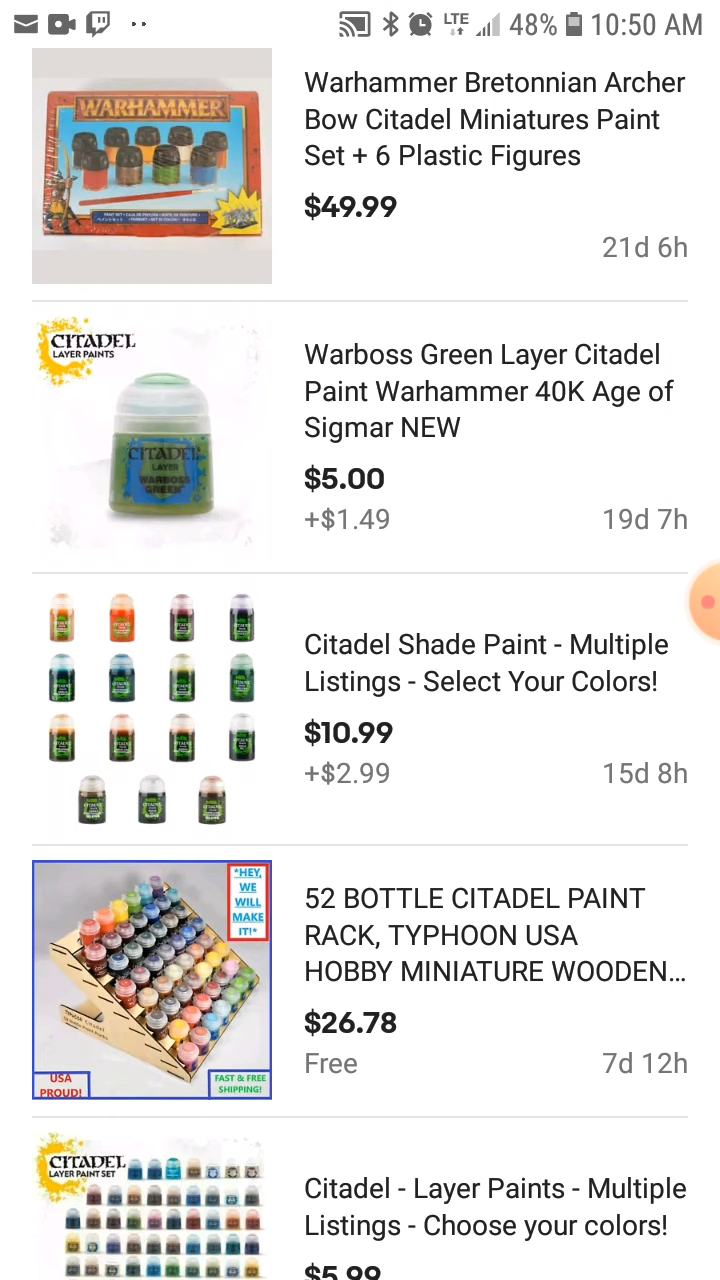 LTE 48% 10:50 AM
WARHAMMER
Warhammer Bretonnian Archer
Bow Citadel Miniatures Paint
Set + 6 Plastic Figures
$49.99
21d 6h
CITADEL
LAYER PAINTS
CITADEL
LAYER
WARBOSS
GREEN
Warboss Green Layer Citadel
Paint Warhammer 40K Age of
Sigmar NEW
$5.00
+$1.49 19d 7h
Citadel Shade Paint - Multiple
Listings - Select Your Colors!
$10.99
+$2.99 15d 8h
*HEY,
WE
WILL
MAKE
IT!*
USA
PROUD!
FAST & FREE
SHIPPING!
52 BOTTLE CITADEL PAINT
RACK, TYPHOON USA
HOBBY MINIATURE WOODEN...
$26.78
Free 7d 12h
CITADEL
LAYER PAINT SET
Citadel - Layer Paints - Multiple
Listings - Choose your colors!
$5.99